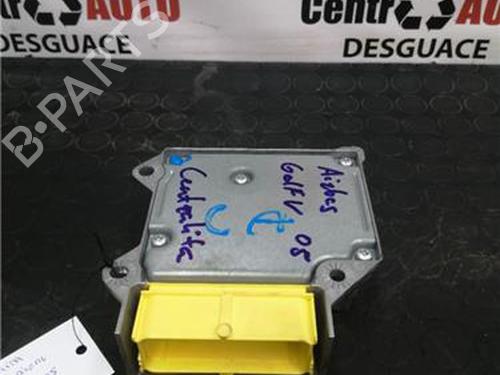 Centr AUTO
DESGUACE
Centr AUTO
DESGUACE
B-PARTS
Airbag
Golf V 05
Centralita